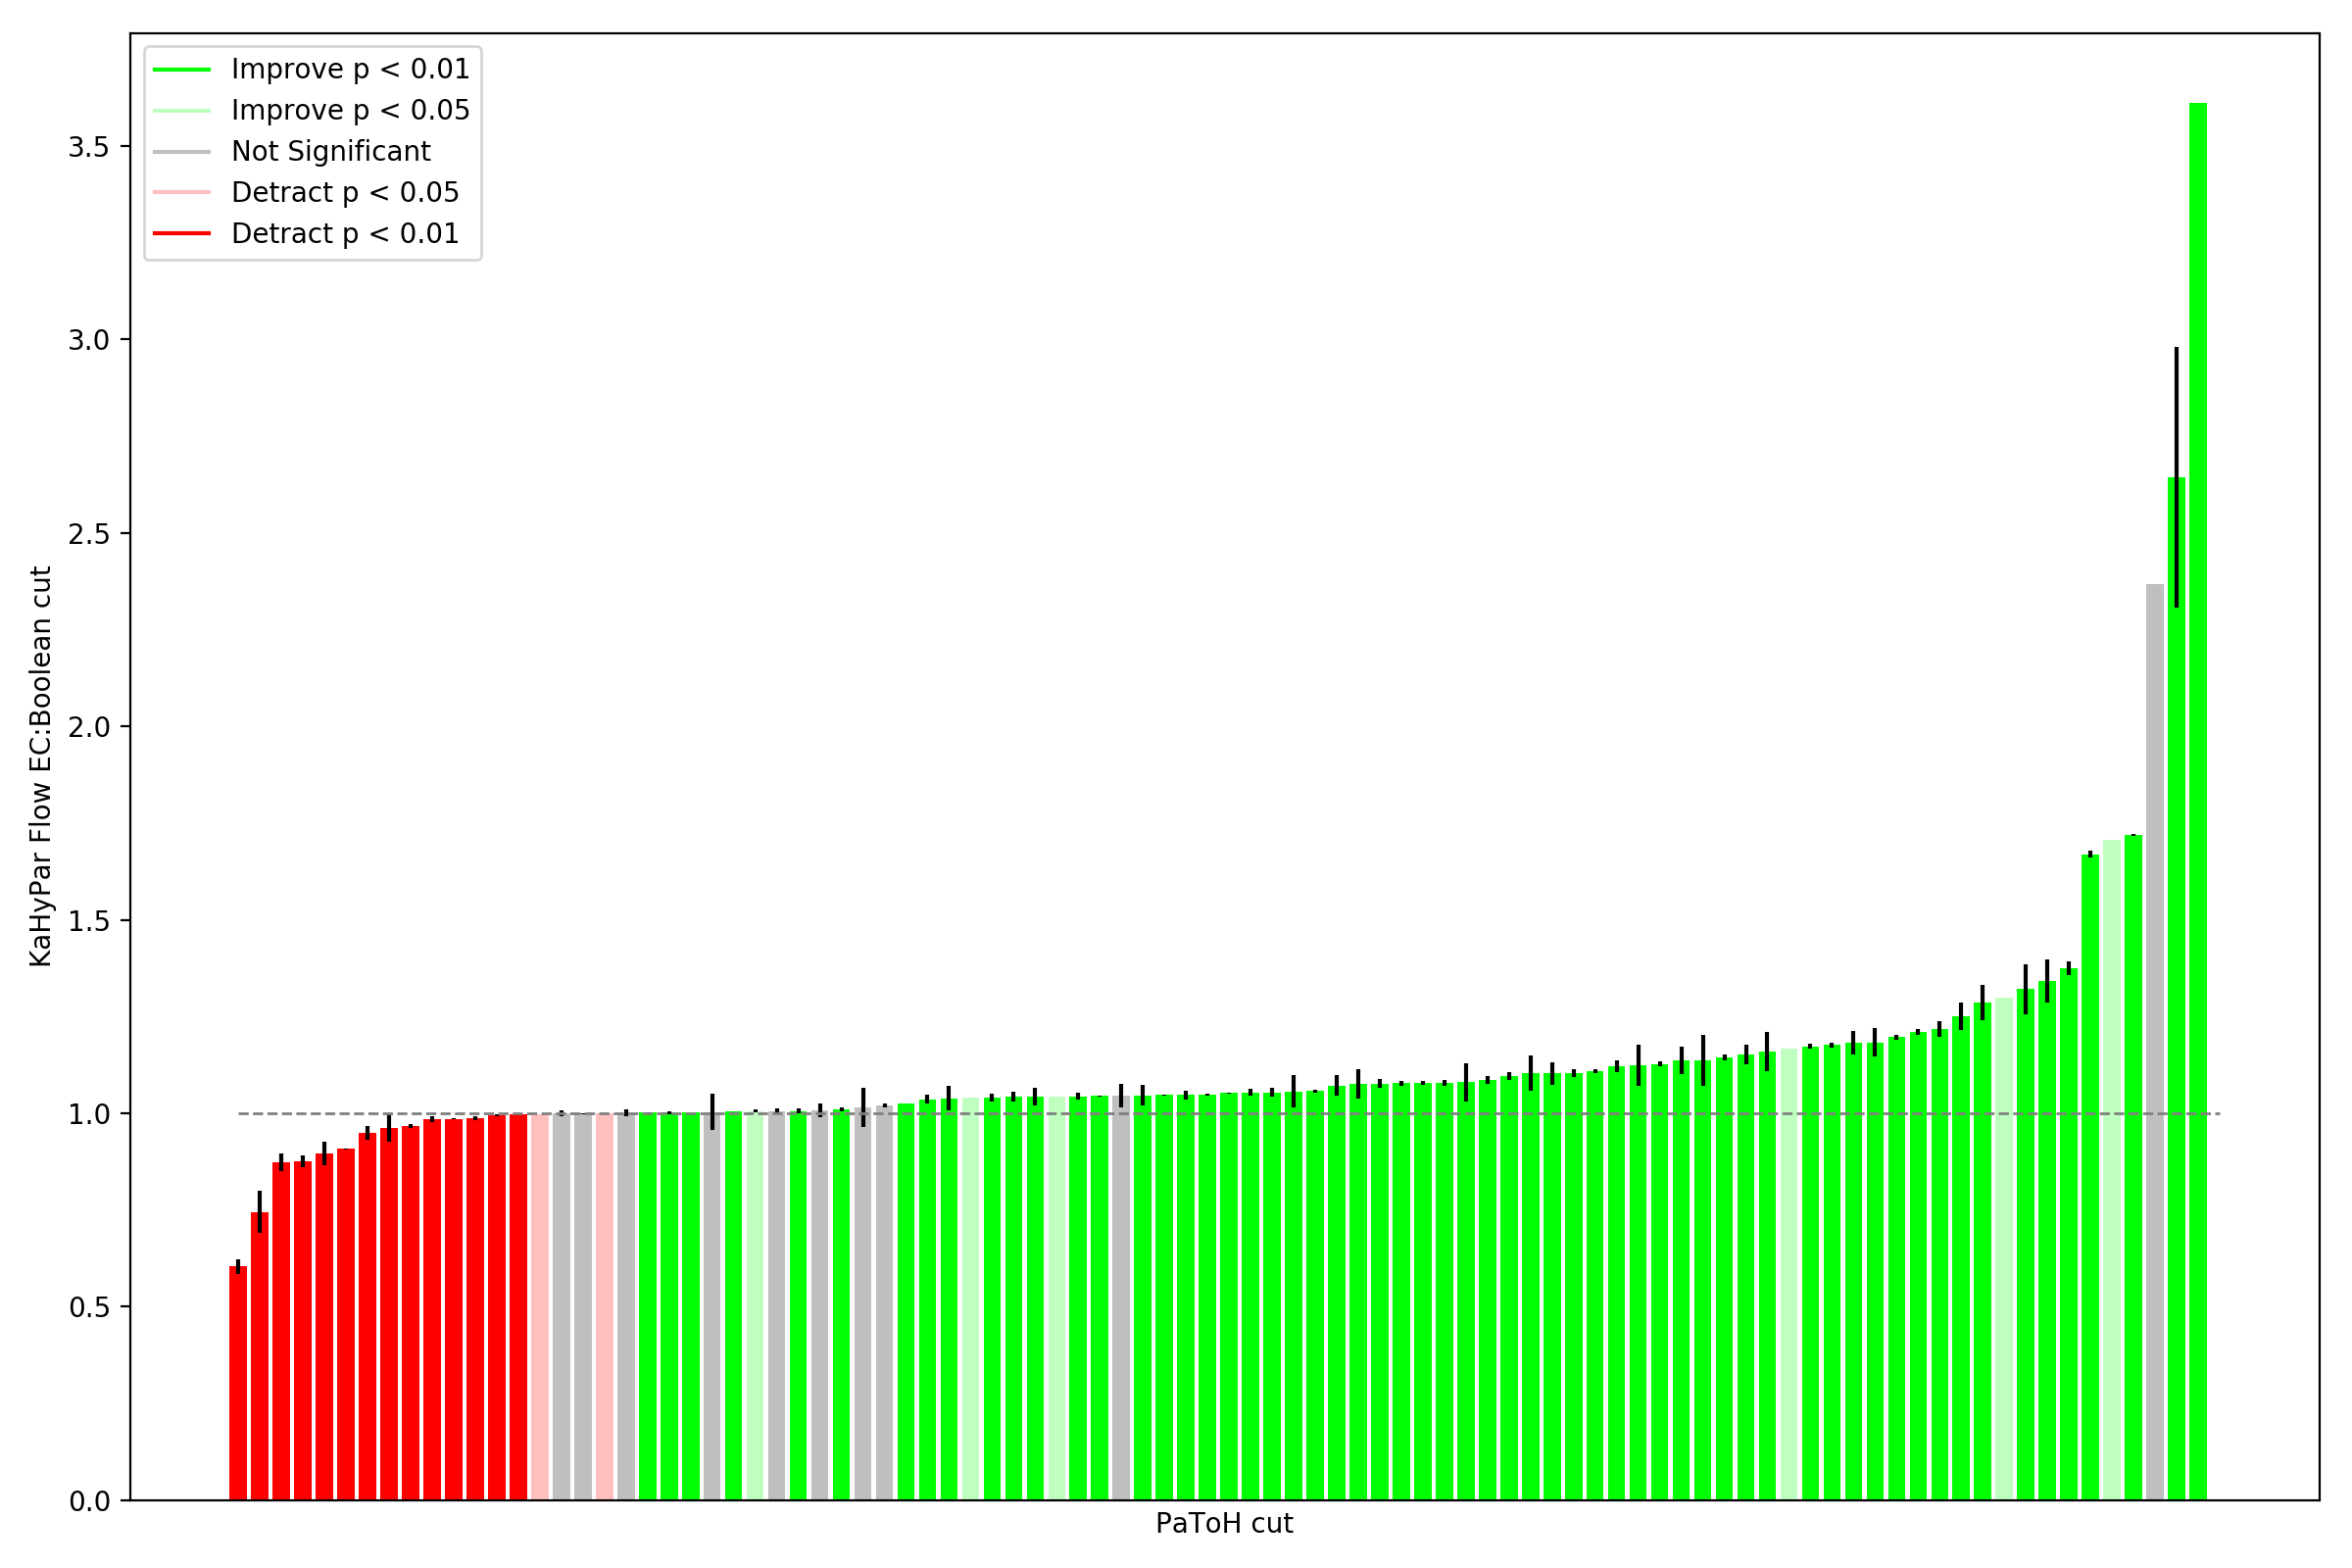 Improve p < 0.01
Improve p < 0.05
Not Significant
Detract p < 0.05
Detract p < 0.01
3.5
3.0
2.5
2.0
1.5
1.0
0.5
0.0
KaHyPar Flow EC:Boolean cut
PaToH cut